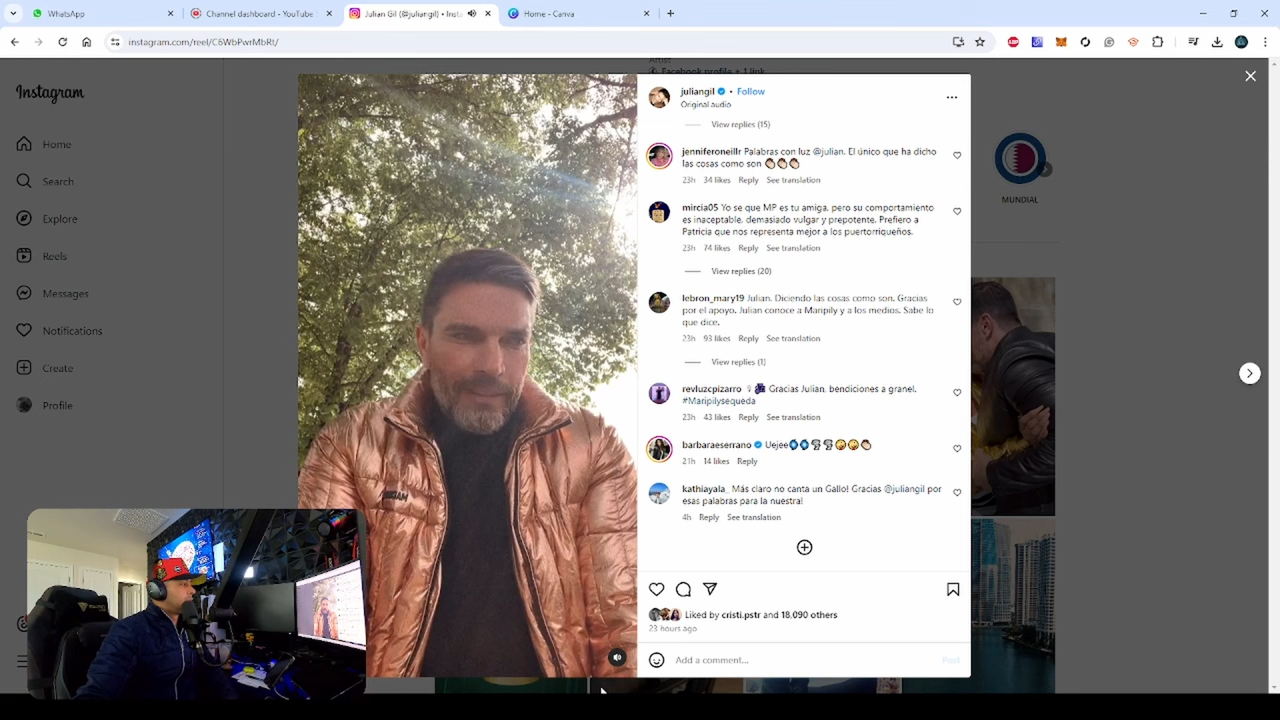 WhatsApp
Channel dashboard - YouTube
Julian Gil (@juliangil) • Insta
Home - Canva
instagram.com/reel/C6WbPwrMbRt/
Artist
Facebook profile + 1 link
Instagram
Home
Search
Explore
Reels
Messages
Notifications
Create
Profile
MUNDIAL
juliangil • Follow
Original audio
View replies (15)
jenniferoneillr Palabras con luz @julian. El único que ha dicho
las cosas como son 👏👏👏
23h 34 likes Reply See translation
mircia05 Yo se que MP es tu amiga, pero su comportamiento
es inaceptable, demasiado vulgar y prepotente. Prefiero a
Patricia que nos representa mejor a los puertorriqueños.
23h 74 likes Reply See translation
View replies (20)
lebron_mary19 Julian. Diciendo las cosas como son. Gracias
por el apoyo. Julian conoce a Maripily y a los medios. Sabe lo
que dice.
23h 93 likes Reply See translation
View replies (1)
revluzcpizarro Gracias Julian, bendiciones a granel.
#Maripilysequeda
23h 43 likes Reply See translation
barbaraeserrano Uejee
21h 14 likes Reply
kathiayala_ Más claro no canta un Gallo! Gracias @juliangil por
esas palabras para la nuestra!
4h Reply See translation
Liked by cristi.pstr and 18,090 others
23 hours ago
Add a comment...
Post